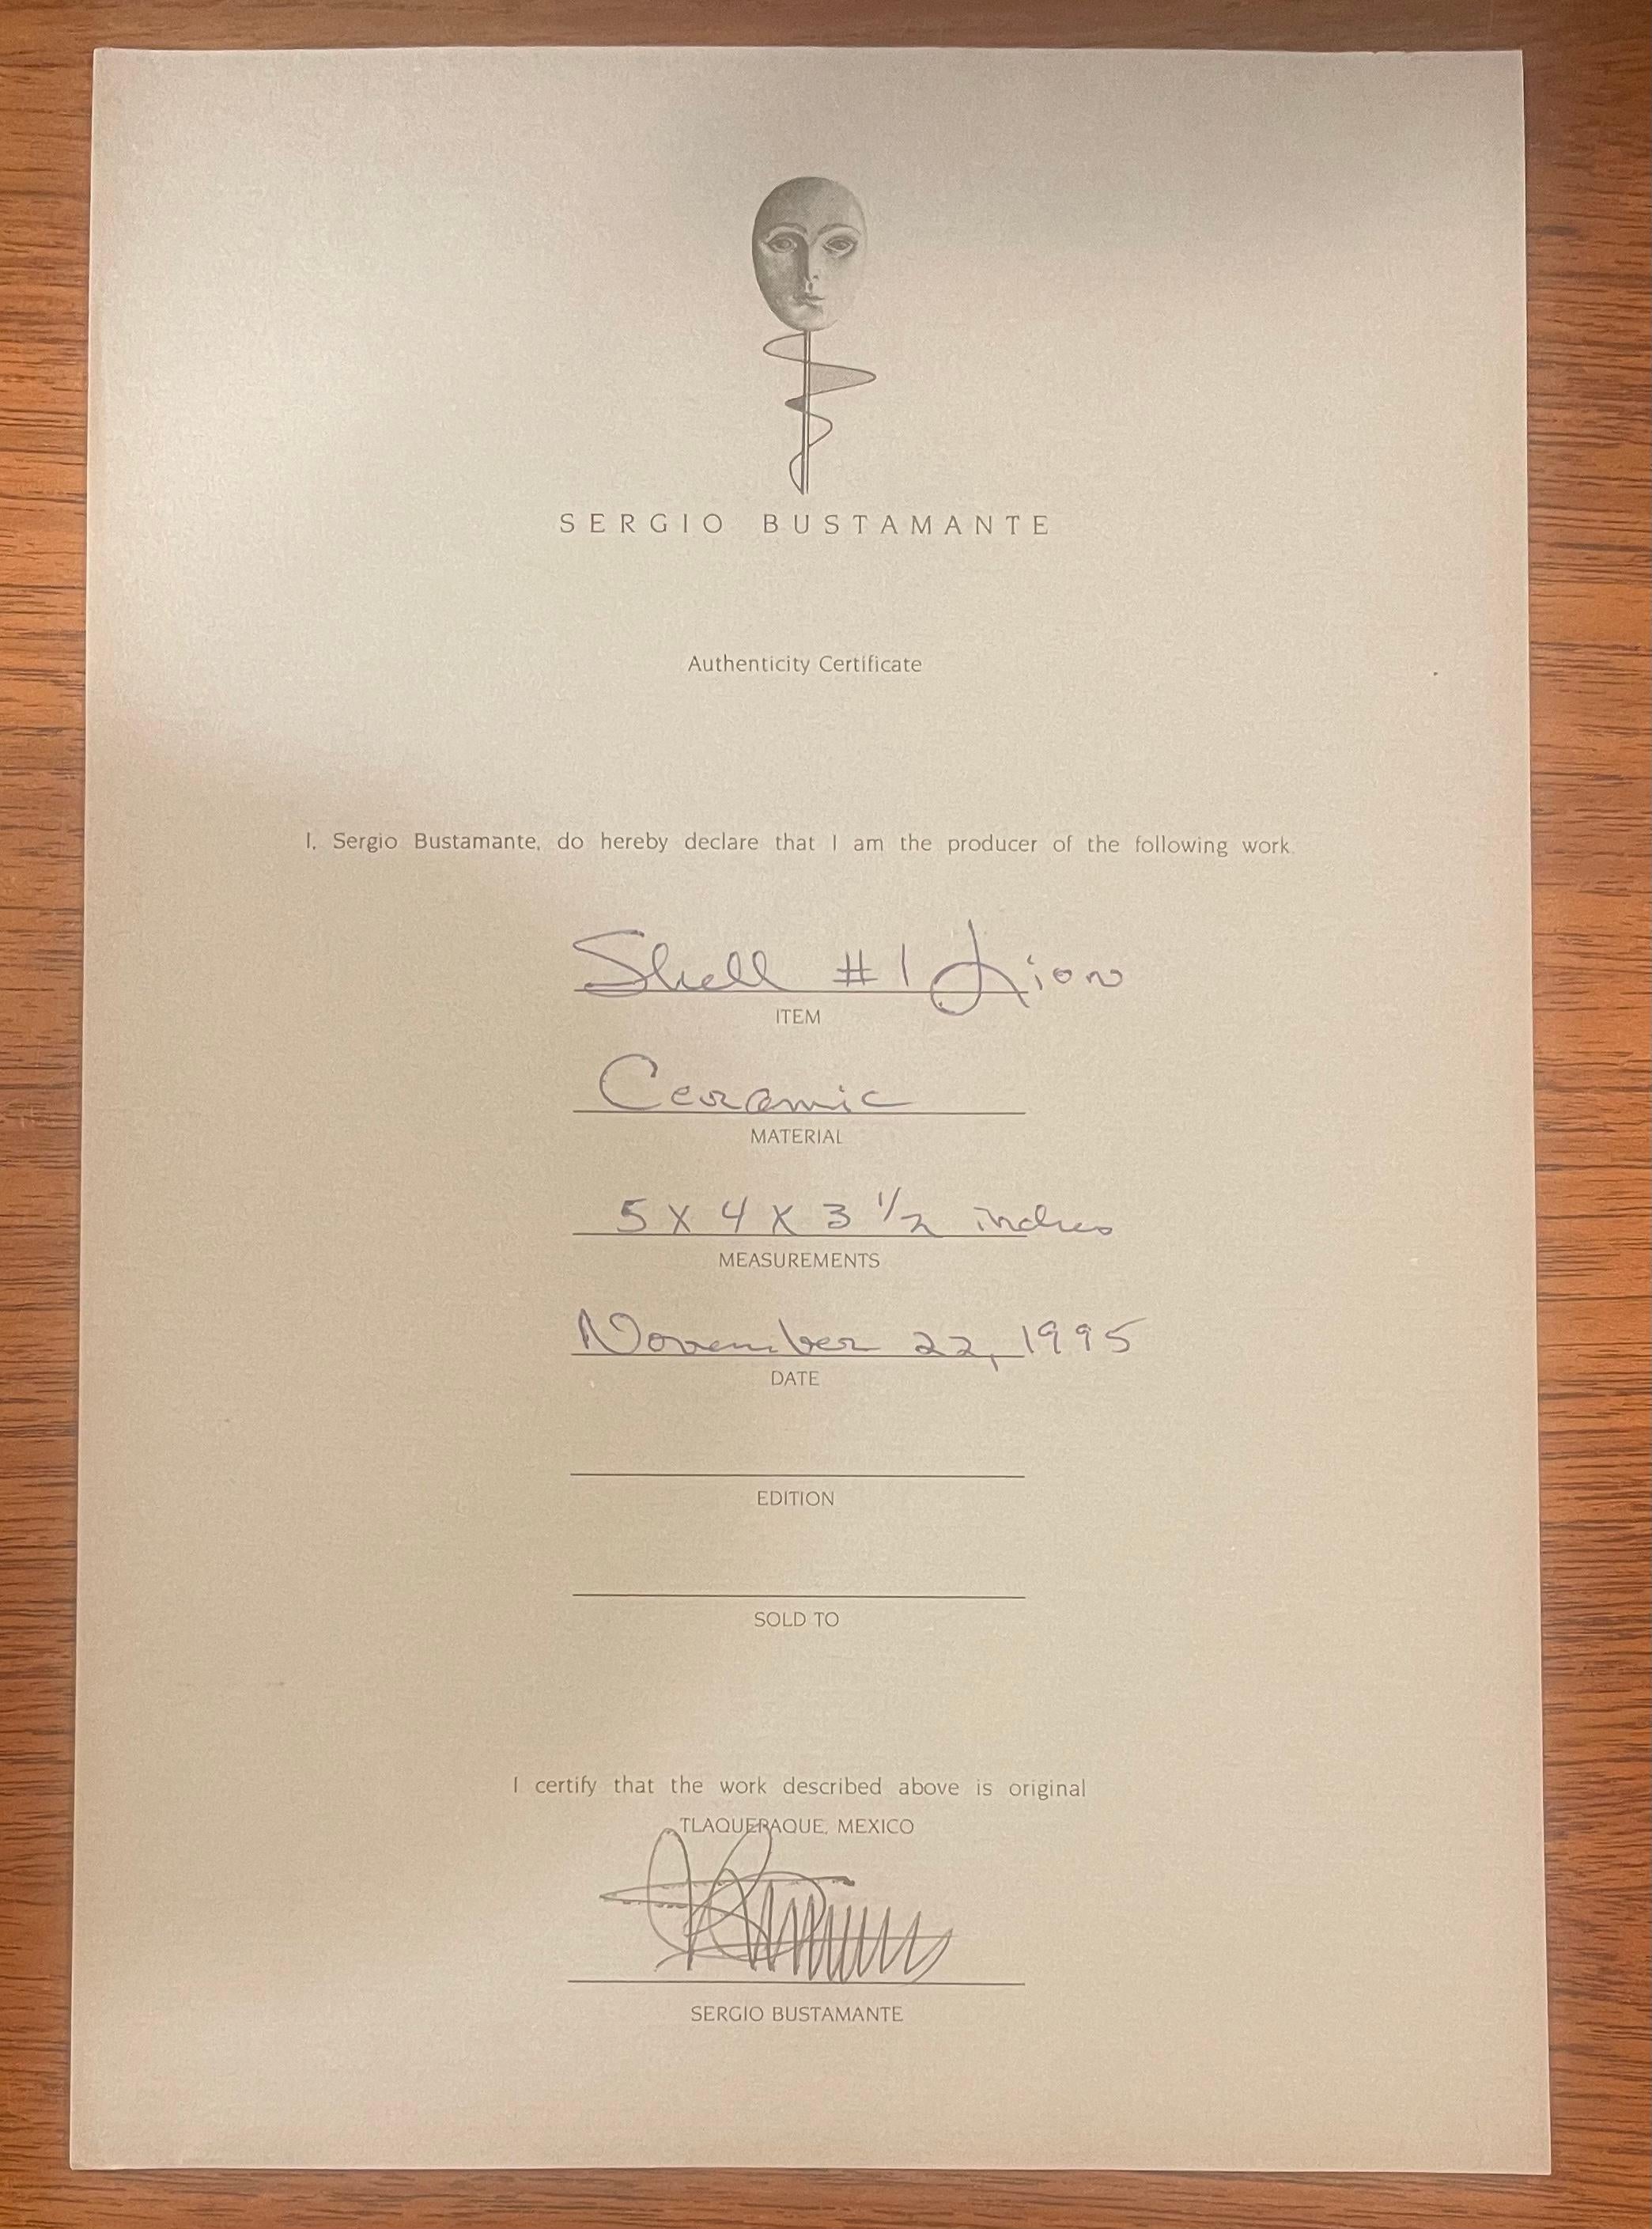 SERGIO BUSTAMANTE
Authenticity Certificate
I, Sergio Bustamante, do hereby declare that I am the producer of the following work.
Shell #1 Lion
ITEM
Ceramic
MATERIAL
5 X 4 X 3 1/2 inches
MEASUREMENTS
November 22, 1995
DATE
EDITION
SOLD TO
I certify that the work described above is original
TLAQUEPAQUE, MEXICO
SERGIO BUSTAMANTE